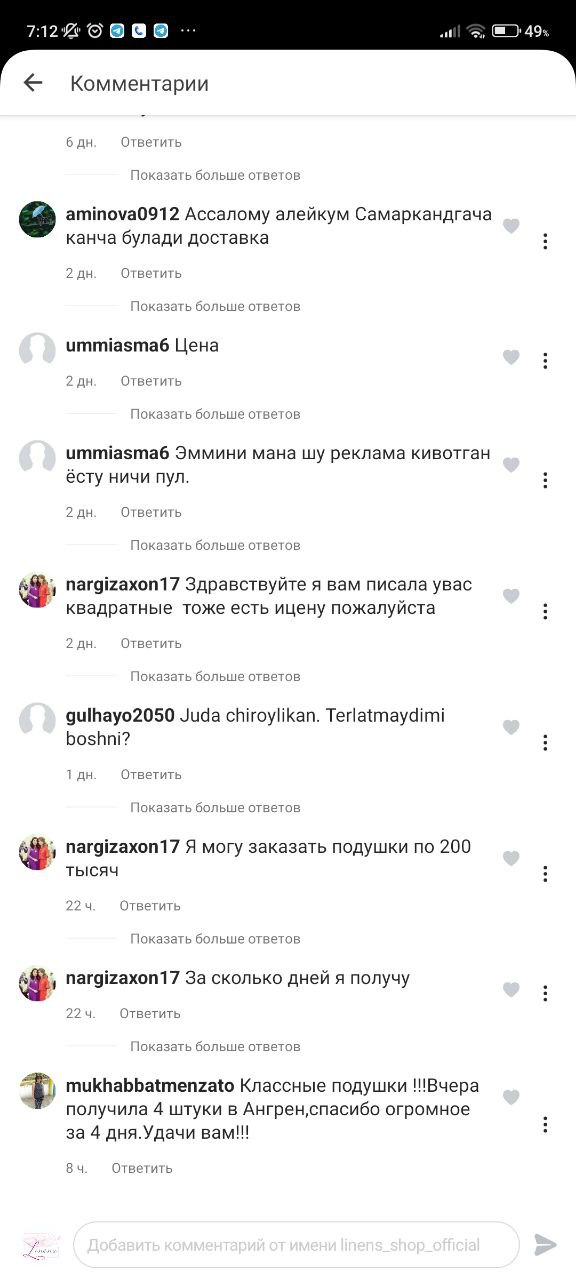 7:12 ... 49%
Комментарии
6 дн. Ответить
Показать больше ответов
aminova0912 Ассалому алейкум Самаркандгача
канча булади доставка
2 дн. Ответить
Показать больше ответов
ummiasma6 Цена
2 дн. Ответить
Показать больше ответов
ummiasma6 Эммини мана шу реклама кивотган
ёсту ничи пул.
2 дн. Ответить
Показать больше ответов
nargizaxon17 Здравствуйте я вам писала увас
квадратные тоже есть ицену пожалуйста
2 дн. Ответить
Показать больше ответов
gulhayo2050 Juda chiroylikan. Terlatmaydimi
boshni?
1 дн. Ответить
Показать больше ответов
nargizaxon17 Я могу заказать подушки по 200
тысяч
22 ч. Ответить
Показать больше ответов
nargizaxon17 За сколько дней я получу
22 ч. Ответить
Показать больше ответов
mukhabbatmenzato Классные подушки !!!Вчера
получила 4 штуки в Ангрен,спасибо огромное
за 4 дня.Удачи вам!!!
8 ч. Ответить
Linens
Добавить комментарий от имени linens_shop_official